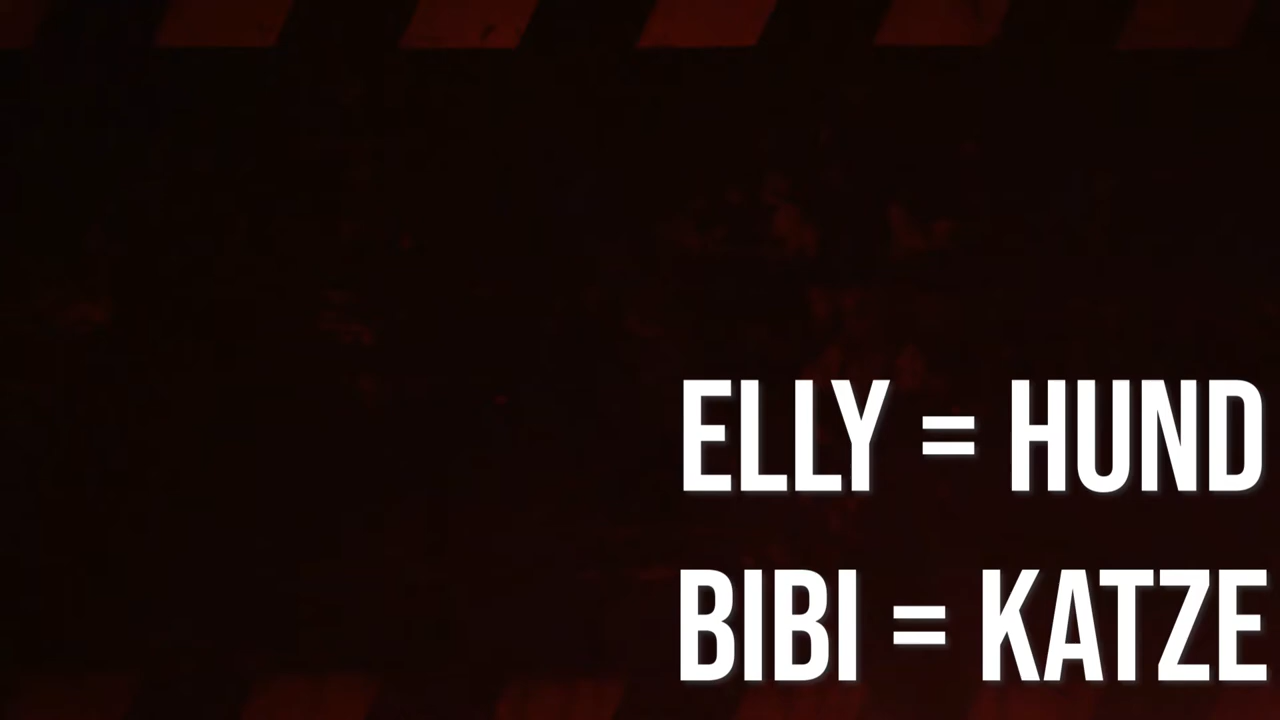 ELLY = HUND
BIBI = KATZE